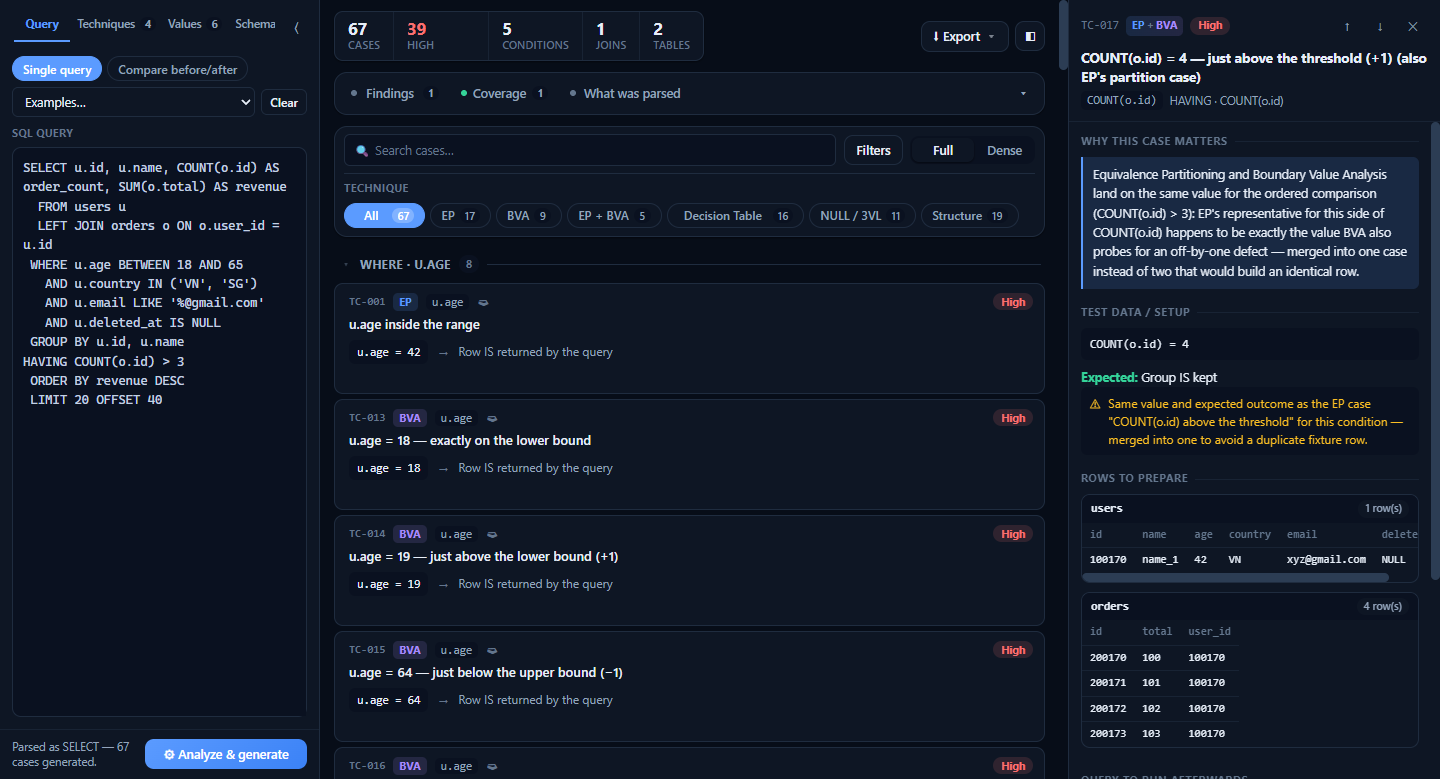 Query Techniques 4 Values 6 Schema
Single query Compare before/after
Examples...
Clear
SQL QUERY
SELECT u.id, u.name, COUNT(o.id) AS
order_count, SUM(o.total) AS revenue
FROM users u
LEFT JOIN orders o ON o.user_id =
u.id
WHERE u.age BETWEEN 18 AND 65
AND u.country IN ('VN', 'SG')
AND u.email LIKE '%@gmail.com'
AND u.deleted_at IS NULL
GROUP BY u.id, u.name
HAVING COUNT(o.id) > 3
ORDER BY revenue DESC
LIMIT 20 OFFSET 40
Parsed as SELECT — 67
cases generated.
⚙ Analyze & generate
67 39 5 1 2
CASES HIGH CONDITIONS JOINS TABLES
⬇ Export
Findings 1 Coverage 1 What was parsed
Search cases...
Filters
Full Dense
TECHNIQUE
All 67 EP 17 BVA 9 EP + BVA 5 Decision Table 16 NULL / 3VL 11 Structure 19
WHERE · U.AGE 8
TC-001 EP u.age High
u.age inside the range
u.age = 42 → Row IS returned by the query
TC-013 BVA u.age High
u.age = 18 — exactly on the lower bound
u.age = 18 → Row IS returned by the query
TC-014 BVA u.age High
u.age = 19 — just above the lower bound (+1)
u.age = 19 → Row IS returned by the query
TC-015 BVA u.age High
u.age = 64 — just below the upper bound (−1)
u.age = 64 → Row IS returned by the query
TC-016 BVA u.age High
TC-017 EP + BVA High ↑ ↓ ✕
COUNT(o.id) = 4 — just above the threshold (+1) (also
EP's partition case)
COUNT(o.id) HAVING · COUNT(o.id)
WHY THIS CASE MATTERS
Equivalence Partitioning and Boundary Value Analysis
land on the same value for the ordered comparison
(COUNT(o.id) > 3): EP's representative for this side of
COUNT(o.id) happens to be exactly the value BVA also
probes for an off-by-one defect — merged into one case
instead of two that would build an identical row.
TEST DATA / SETUP
COUNT(o.id) = 4
Expected: Group IS kept
⚠ Same value and expected outcome as the EP case
"COUNT(o.id) above the threshold" for this condition —
merged into one to avoid a duplicate fixture row.
ROWS TO PREPARE
users 1 row(s)
id name age country email delete
100170 name_1 42 VN xyz@gmail.com NULL
orders 4 row(s)
id total user_id
200170 100 100170
200171 101 100170
200172 102 100170
200173 103 100170
QUERY TO RUN AFTERWARDS